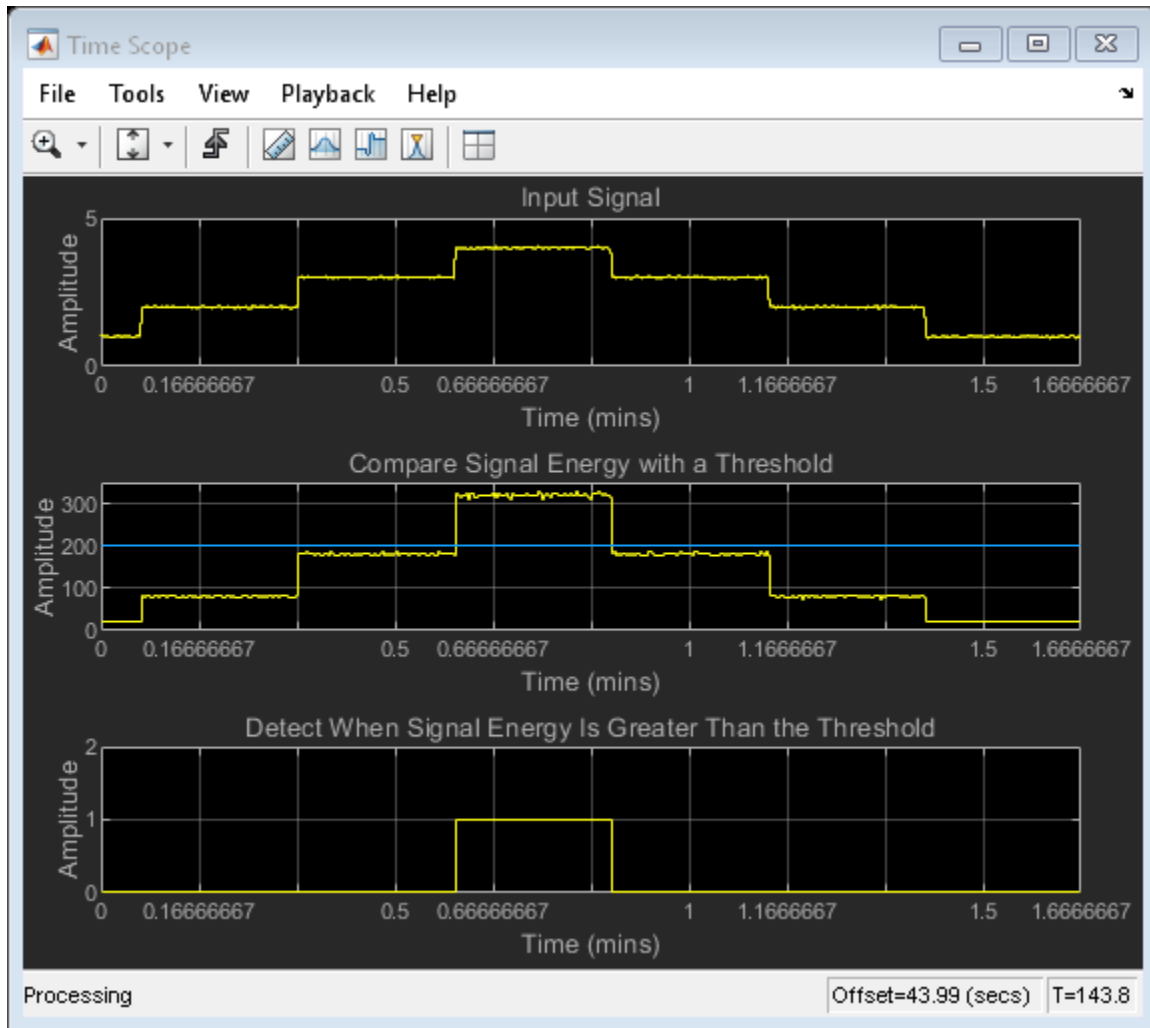 Time Scope
File Tools View Playback Help
Input Signal
5
0
Amplitude
0 0.16666667 0.5 0.66666667 1 1.1666667 1.5 1.6666667
Time (mins)
Compare Signal Energy with a Threshold
300
200
100
0
Amplitude
0 0.16666667 0.5 0.66666667 1 1.1666667 1.5 1.6666667
Time (mins)
Detect When Signal Energy Is Greater Than the Threshold
2
1
0
Amplitude
0 0.16666667 0.5 0.66666667 1 1.1666667 1.5 1.6666667
Time (mins)
Processing Offset=43.99 (secs) T=143.8